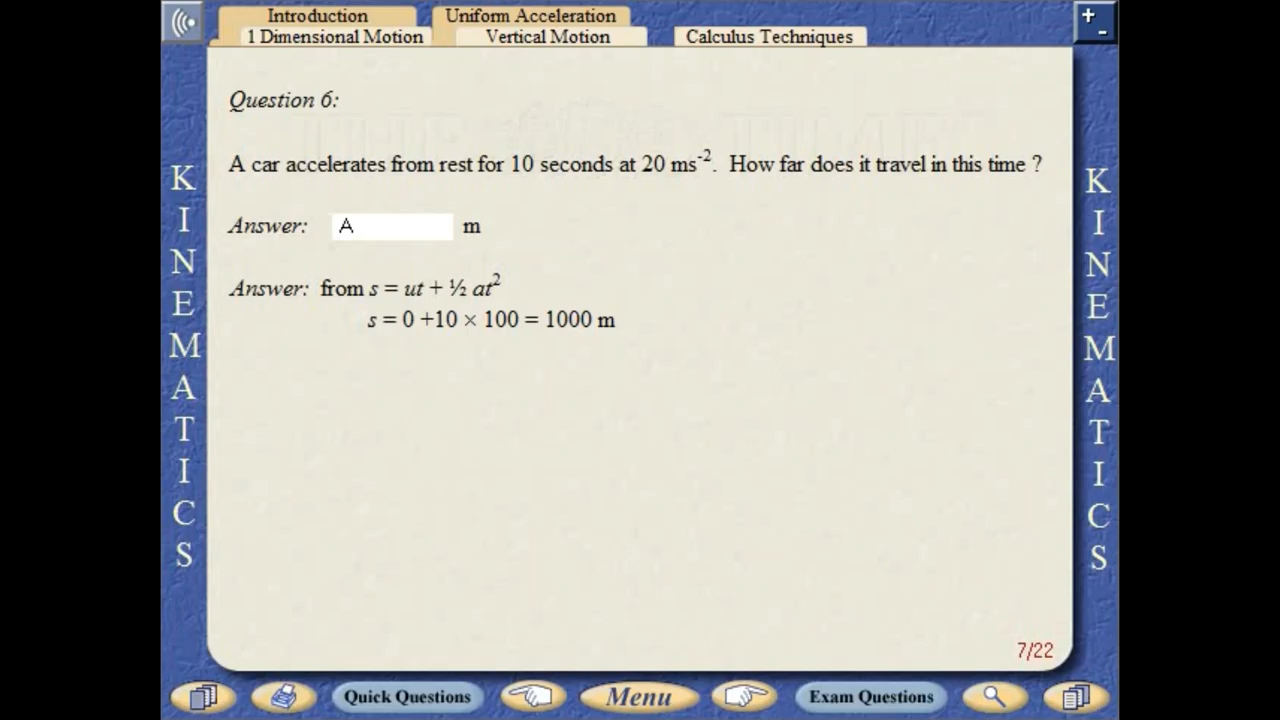 Introduction
Uniform Acceleration
1 Dimensional Motion
Vertical Motion
Calculus Techniques
+
-
Question 6:
A car accelerates from rest for 10 seconds at 20 ms⁻². How far does it travel in this time ?
Answer: A m
Answer: from s = ut + ½ at²
s = 0 +10 × 100 = 1000 m
KINEMATICS
KINEMATICS
7/22
Quick Questions
Menu
Exam Questions